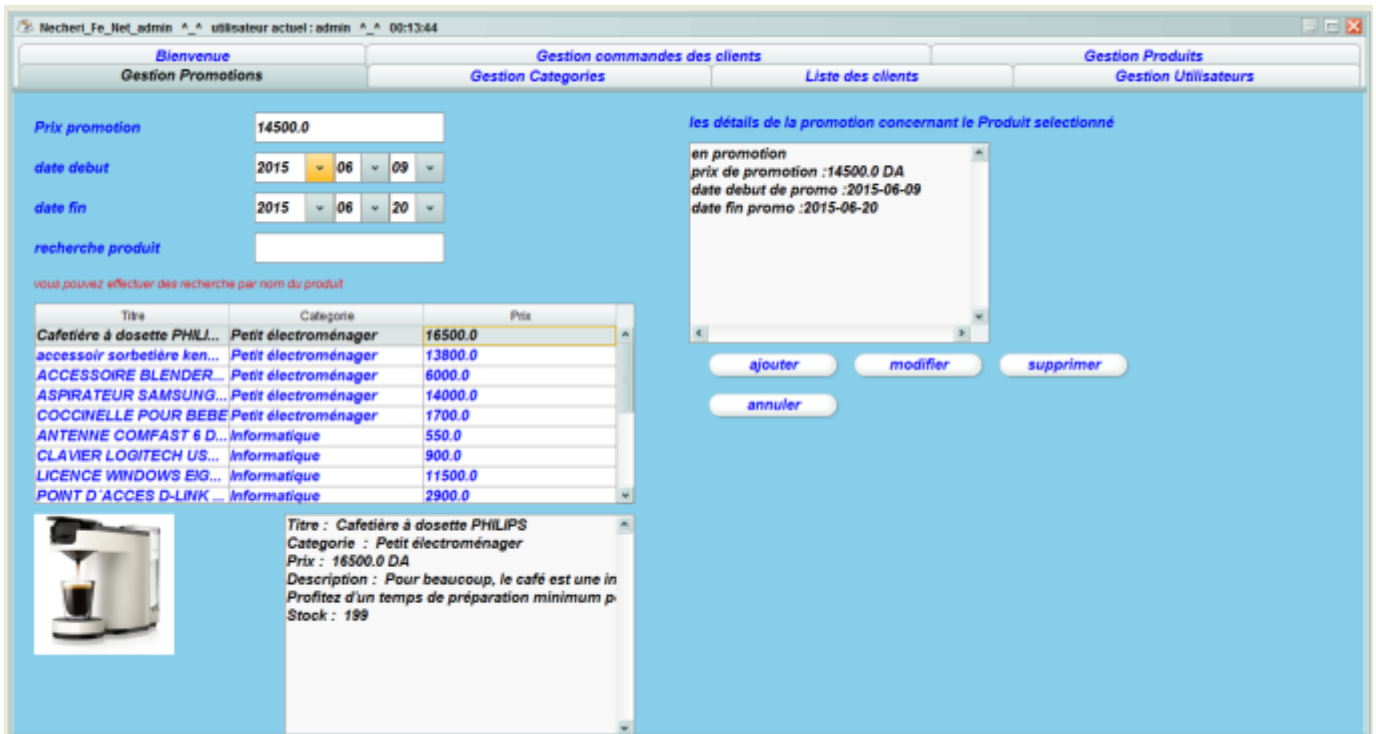 Necheri_Fe_Net_admin ^_^ utilisateur actuel : admin ^_^ 00:13:44
Bienvenue Gestion commandes des clients Gestion Produits
Gestion Promotions Gestion Categories Liste des clients Gestion Utilisateurs
Prix promotion 14500.0
date debut 2015 06 09
date fin 2015 06 20
recherche produit
vous pouvez effectuer des recherche par nom du produit
Titre Categorie Prix
Cafetiére à dosette PHILI... Petit électroménager 16500.0
accessoir sorbetière ken... Petit électroménager 13800.0
ACCESSOIRE BLENDER... Petit électroménager 6000.0
ASPIRATEUR SAMSUNG... Petit électroménager 14000.0
COCCINELLE POUR BEBE Petit électroménager 1700.0
ANTENNE COMFAST 6 D... Informatique 550.0
CLAVIER LOGITECH US... Informatique 900.0
LICENCE WINDOWS EIG... Informatique 11500.0
POINT D´ACCES D-LINK ... Informatique 2900.0
Titre : Cafetiére à dosette PHILIPS
Categorie : Petit électroménager
Prix : 16500.0 DA
Description : Pour beaucoup, le café est une in
Profitez d'un temps de préparation minimum p
Stock : 199
les détails de la promotion concernant le Produit selectionné
en promotion
prix de promotion :14500.0 DA
date debut de promo :2015-06-09
date fin promo :2015-06-20
ajouter modifier supprimer
annuler